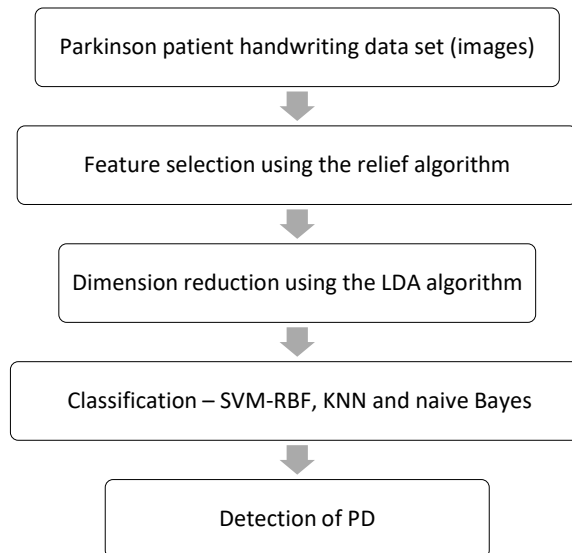 Parkinson patient handwriting data set (images)
Feature selection using the relief algorithm
Dimension reduction using the LDA algorithm
Classification – SVM-RBF, KNN and naive Bayes
Detection of PD